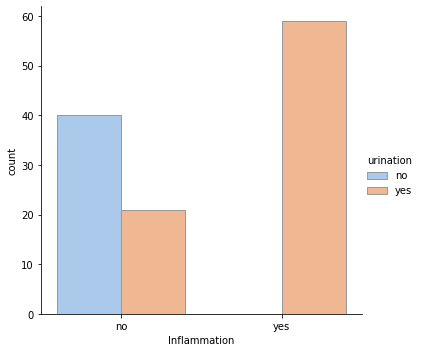 60
50
40
30
20
10
0
count
no
yes
Inflammation
urination
no
yes